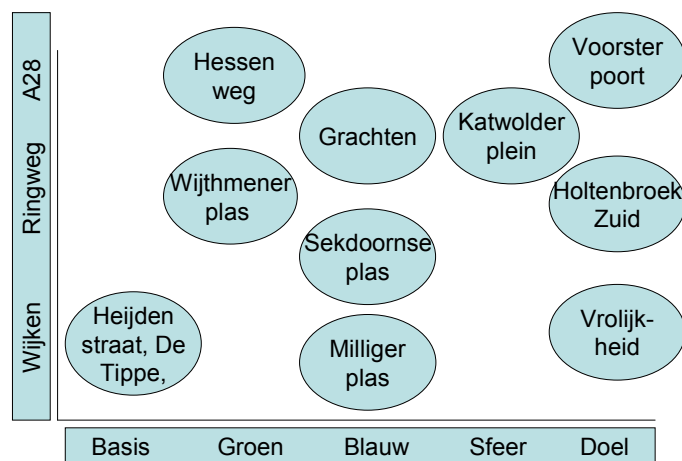 A28
Ringweg
Wijken
Hessen
weg
Voorster
poort
Grachten
Katwolder
plein
Wijthmener
plas
Holtenbroek
Zuid
Sekdoornse
plas
Heijden
straat, De
Tippe,
Milliger
plas
Vrolijk-
heid
Basis Groen Blauw Sfeer Doel